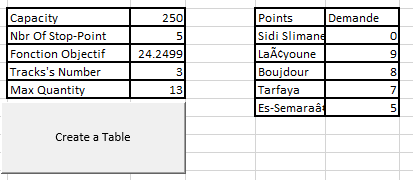 Capacity 250
Nbr Of Stop-Point 5
Fonction Objectif 24.2499
Tracks's Number 3
Max Quantity 13
Create a Table
Points Demande
Sidi Slimane 0
LaÃ¢youne 9
Boujdour 8
Tarfaya 7
Es-Semaraâ 5